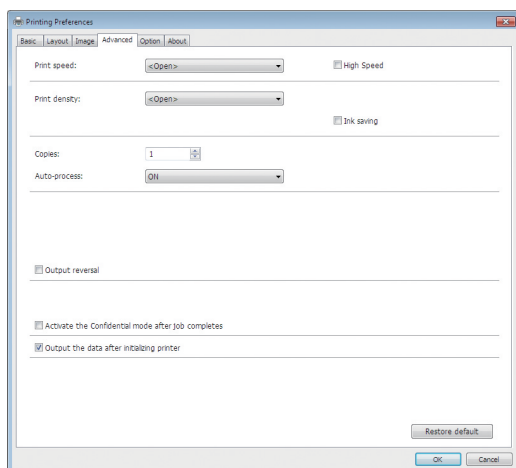 Printing Preferences
Basic Layout Image Advanced Option About
Print speed: <Open> High Speed
Print density: <Open>
Ink saving
Copies: 1
Auto-process: ON
Output reversal
Activate the Confidential mode after job completes
Output the data after initializing printer
Restore default
OK Cancel